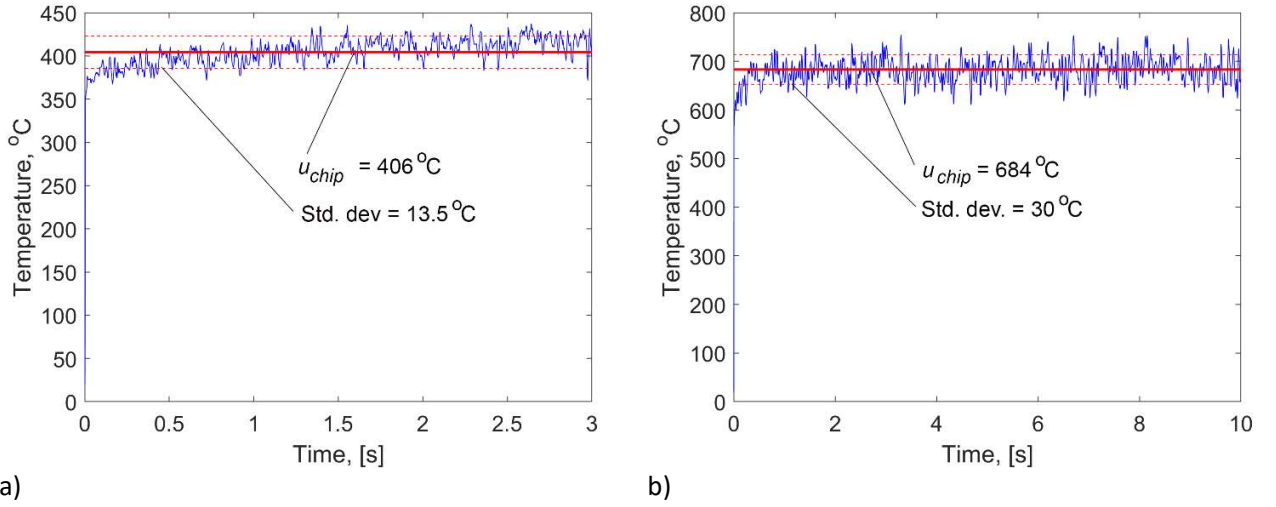 450
400
350
300
250
200
150
100
50
0
Temperature, °C
u_chip = 406 °C
Std. dev = 13.5 °C
0 0.5 1 1.5 2 2.5 3
Time, [s]
a)
800
700
600
500
400
300
200
100
0
Temperature, °C
u_chip = 684 °C
Std. dev. = 30 °C
0 2 4 6 8 10
Time, [s]
b)